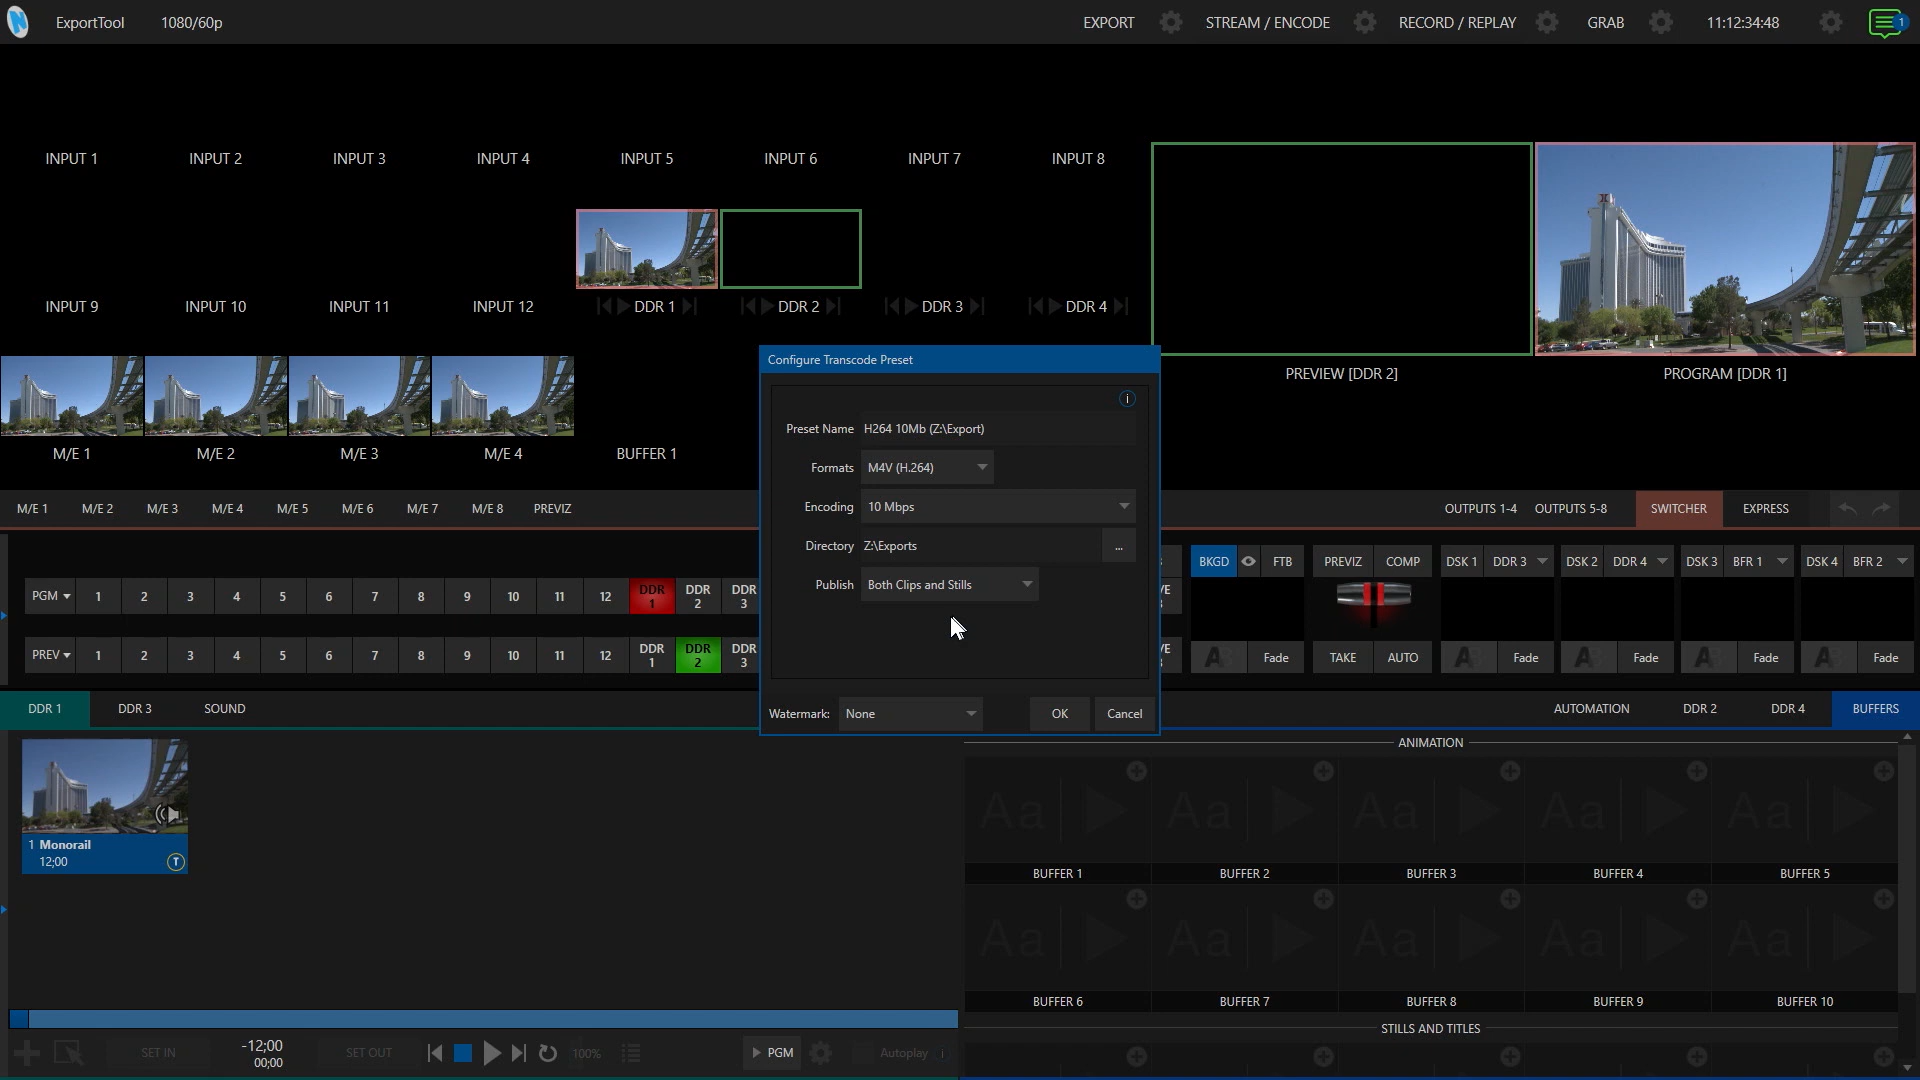 ExportTool 1080/60p EXPORT STREAM / ENCODE RECORD / REPLAY GRAB 11:12:34:48 1
INPUT 1 INPUT 2 INPUT 3 INPUT 4 INPUT 5 INPUT 6 INPUT 7 INPUT 8
INPUT 9 INPUT 10 INPUT 11 INPUT 12 DDR 1 DDR 2 DDR 3 DDR 4
PREVIEW [DDR 2] PROGRAM [DDR 1]
M/E 1 M/E 2 M/E 3 M/E 4 BUFFER 1
Configure Transcode Preset
i
Preset Name H264 10Mb (Z:\Export)
Formats M4V (H.264)
Encoding 10 Mbps
Directory Z:\Exports ...
Publish Both Clips and Stills
Watermark: None OK Cancel
M/E 1 M/E 2 M/E 3 M/E 4 M/E 5 M/E 6 M/E 7 M/E 8 PREVIZ
OUTPUTS 1-4 OUTPUTS 5-8 SWITCHER EXPRESS
PGM 1 2 3 4 5 6 7 8 9 10 11 12 DDR 1 DDR 2 DDR 3
PREV 1 2 3 4 5 6 7 8 9 10 11 12 DDR 1 DDR 2 DDR 3
BKGD FTB PREVIZ COMP DSK 1 DDR 3 DSK 2 DDR 4 DSK 3 BFR 1 DSK 4 BFR 2
Fade TAKE AUTO Fade Fade Fade Fade
DDR 1 DDR 3 SOUND
AUTOMATION DDR 2 DDR 4 BUFFERS
1 Monorail
12;00 T
ANIMATION
Aa Aa Aa Aa Aa
BUFFER 1 BUFFER 2 BUFFER 3 BUFFER 4 BUFFER 5
Aa Aa Aa Aa Aa
BUFFER 6 BUFFER 7 BUFFER 8 BUFFER 9 BUFFER 10
STILLS AND TITLES
SET IN -12;00 SET OUT 100% PGM Autoplay i
00;00